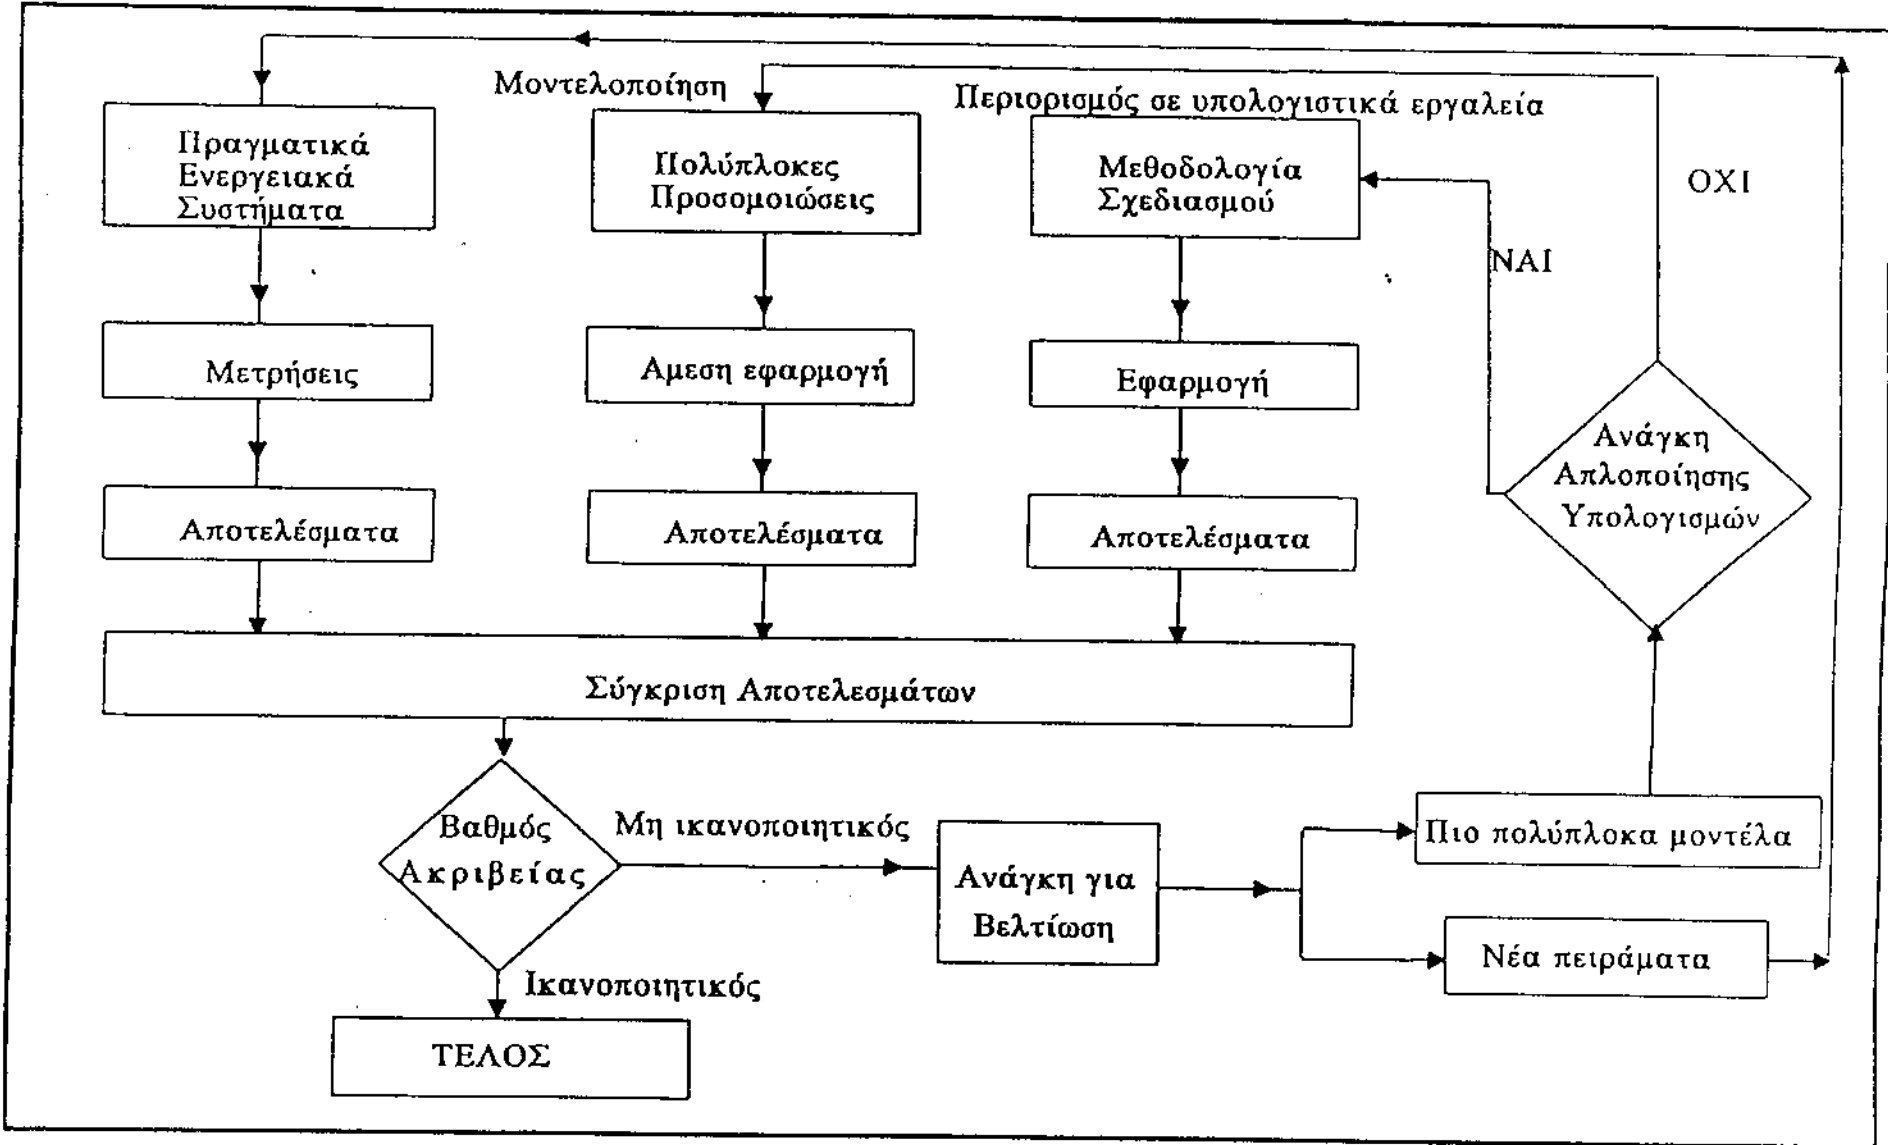 Μοντελοποίηση
Περιορισμός σε υπολογιστικά εργαλεία
Πραγματικά
Ενεργειακά
Συστήματα
Πολύπλοκες
Προσομοιώσεις
Μεθοδολογία
Σχεδιασμού
ΟΧΙ
ΝΑΙ
Μετρήσεις
Αμεση εφαρμογή
Εφαρμογή
Ανάγκη
Απλοποίησης
Υπολογισμών
Αποτελέσματα
Αποτελέσματα
Αποτελέσματα
Σύγκριση Αποτελεσμάτων
Βαθμός
Ακριβείας
Μη ικανοποιητικός
Ανάγκη για
Βελτίωση
Πιο πολύπλοκα μοντέλα
Νέα πειράματα
Ικανοποιητικός
ΤΕΛΟΣ